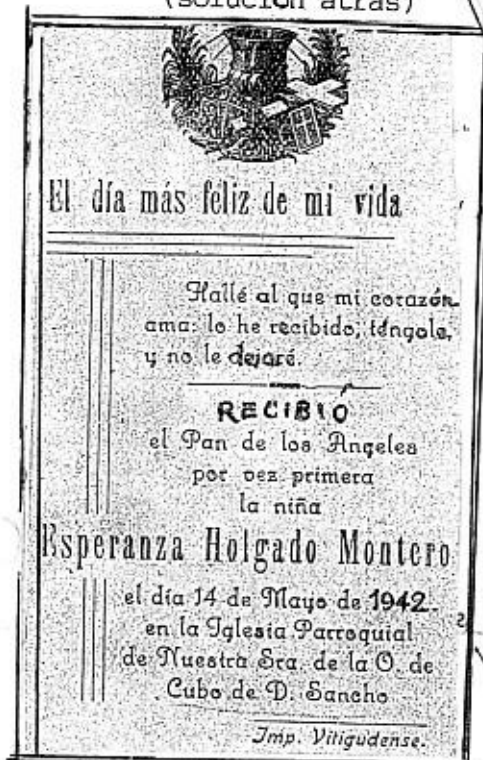 (solución atrás)
El día más féliz de mi vida
Hallé al que mi corazón
ama: lo he recibido, téngole,
y no le dejaré.
RECIBIÓ
el Pan de los Angeles
por vez primera
la niña
Esperanza Holgado Montero
el día 14 de Mayo de 1942.
en la Iglesia Parroquial
de Nuestra Sra. de la O. de
Cubo de D. Sancho
Imp. Vitigudense.